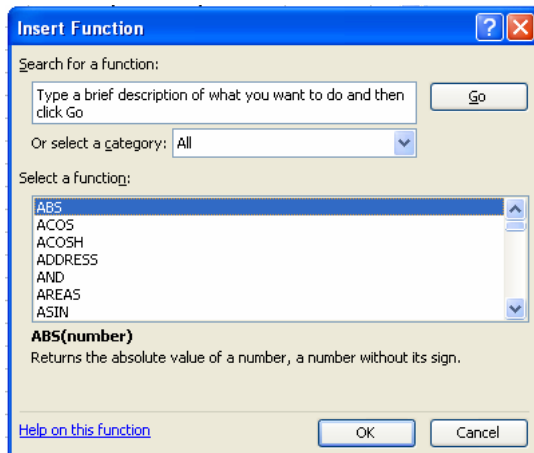 Insert Function
Search for a function:
Type a brief description of what you want to do and then
click Go
Go
Or select a category: All
Select a function:
ABS
ACOS
ACOSH
ADDRESS
AND
AREAS
ASIN
ABS(number)
Returns the absolute value of a number, a number without its sign.
Help on this function
OK
Cancel